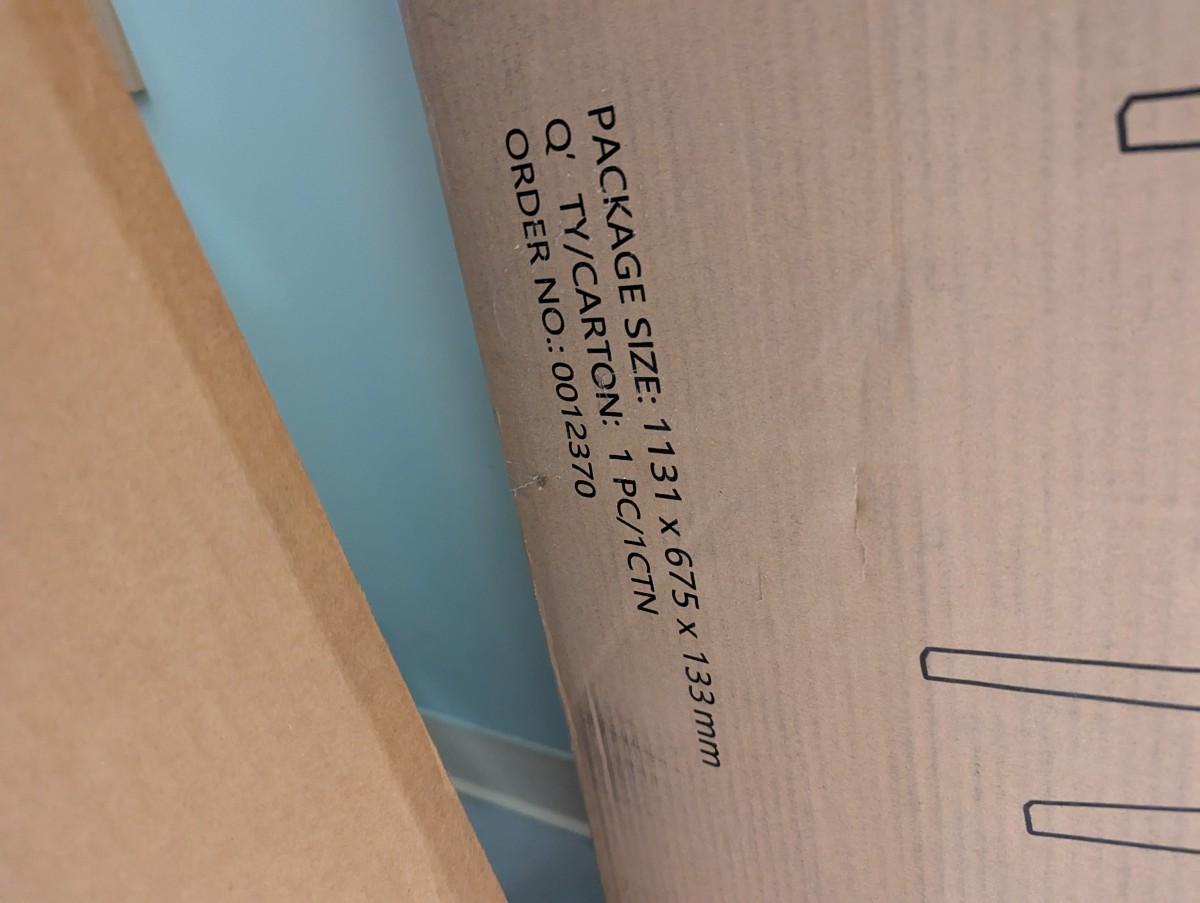 PACKAGE SIZE: 1131 x 675 x 133mm
Q' TY/CARTON: 1 PC/1CTN
ORDER NO.: 0012370